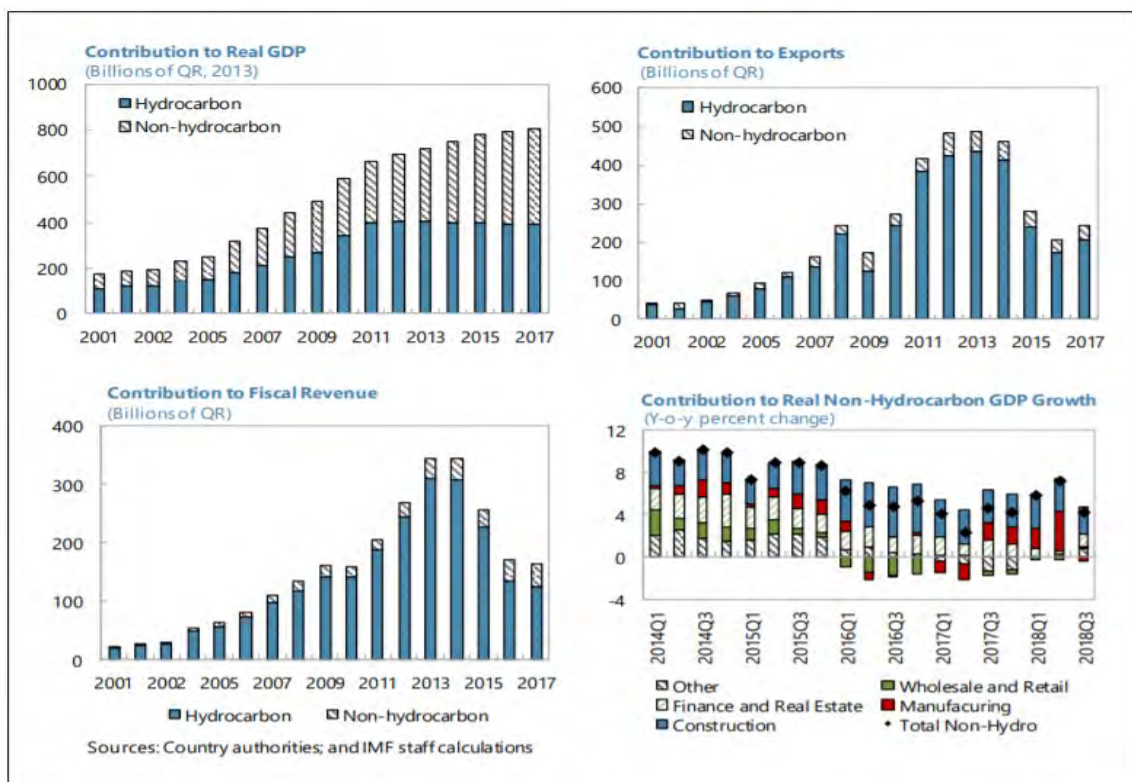 Contribution to Real GDP
(Billions of QR, 2013)
1000
800
600
400
200
0
Hydrocarbon
Non-hydrocarbon
2001 2002 2005 2007 2009 2011 2013 2015 2017
Contribution to Exports
(Billions of QR)
600
500
400
300
200
100
0
Hydrocarbon
Non-hydrocarbon
2001 2002 2005 2007 2009 2011 2013 2015 2017
Contribution to Fiscal Revenue
(Billions of QR)
400
300
200
100
0
2001 2002 2005 2007 2009 2011 2013 2015 2017
Hydrocarbon Non-hydrocarbon
Contribution to Real Non-Hydrocarbon GDP Growth
(Y-o-y percent change)
12
8
4
0
-4
2014Q1
2014Q3
2015Q1
2015Q3
2016Q1
2016Q3
2017Q1
2017Q3
2018Q1
2018Q3
Other Wholesale and Retail
Finance and Real Estate Manufacuring
Construction Total Non-Hydro
Sources: Country authorities; and IMF staff calculations